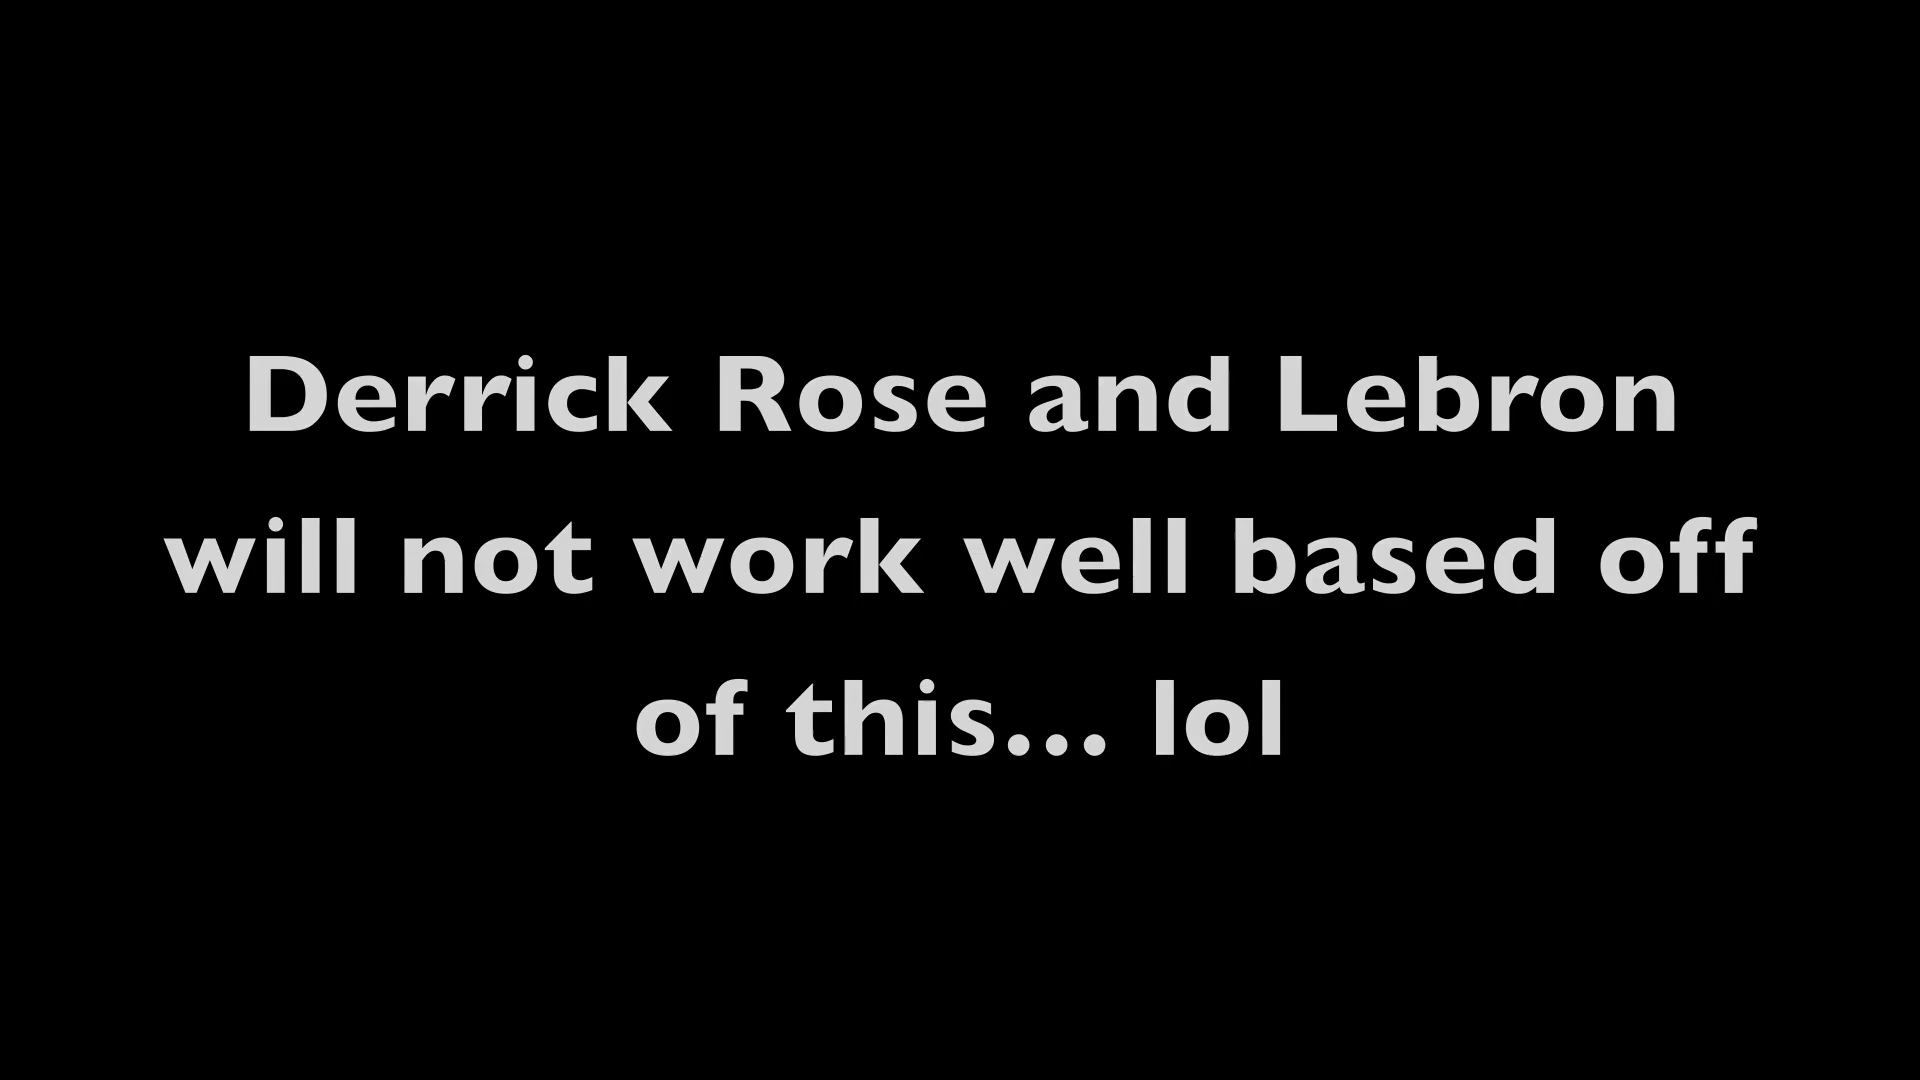 Derrick Rose and Lebron
will not work well based off
of this... lol